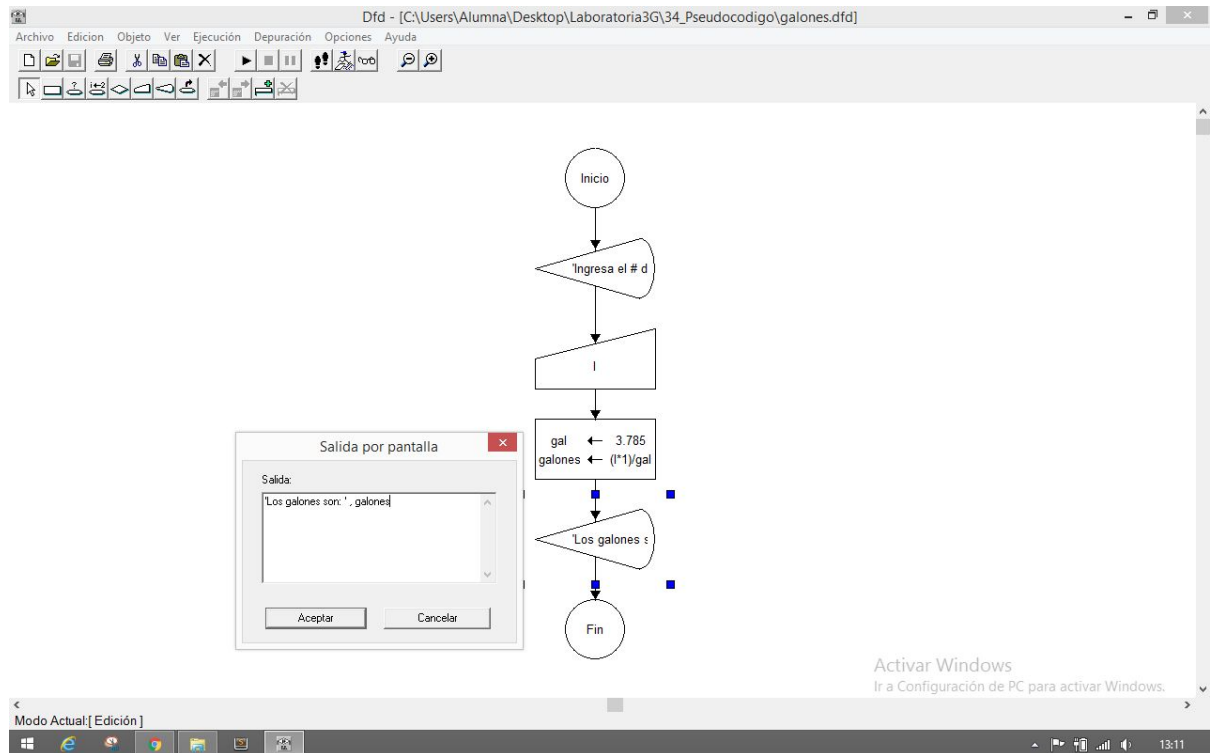 Dfd - [C:\Users\Alumna\Desktop\Laboratoria3G\34_Pseudocodigo\galones.dfd]
Archivo Edicion Objeto Ver Ejecución Depuración Opciones Ayuda
Inicio
'Ingresa el # d
l
gal ← 3.785
galones ← (l*1)/gal
Salida por pantalla
Salida:
'Los galones son: ' , galones
'Los galones s
Aceptar Cancelar
Fin
Activar Windows
Ir a Configuración de PC para activar Windows.
Modo Actual:[ Edición ]
13:11